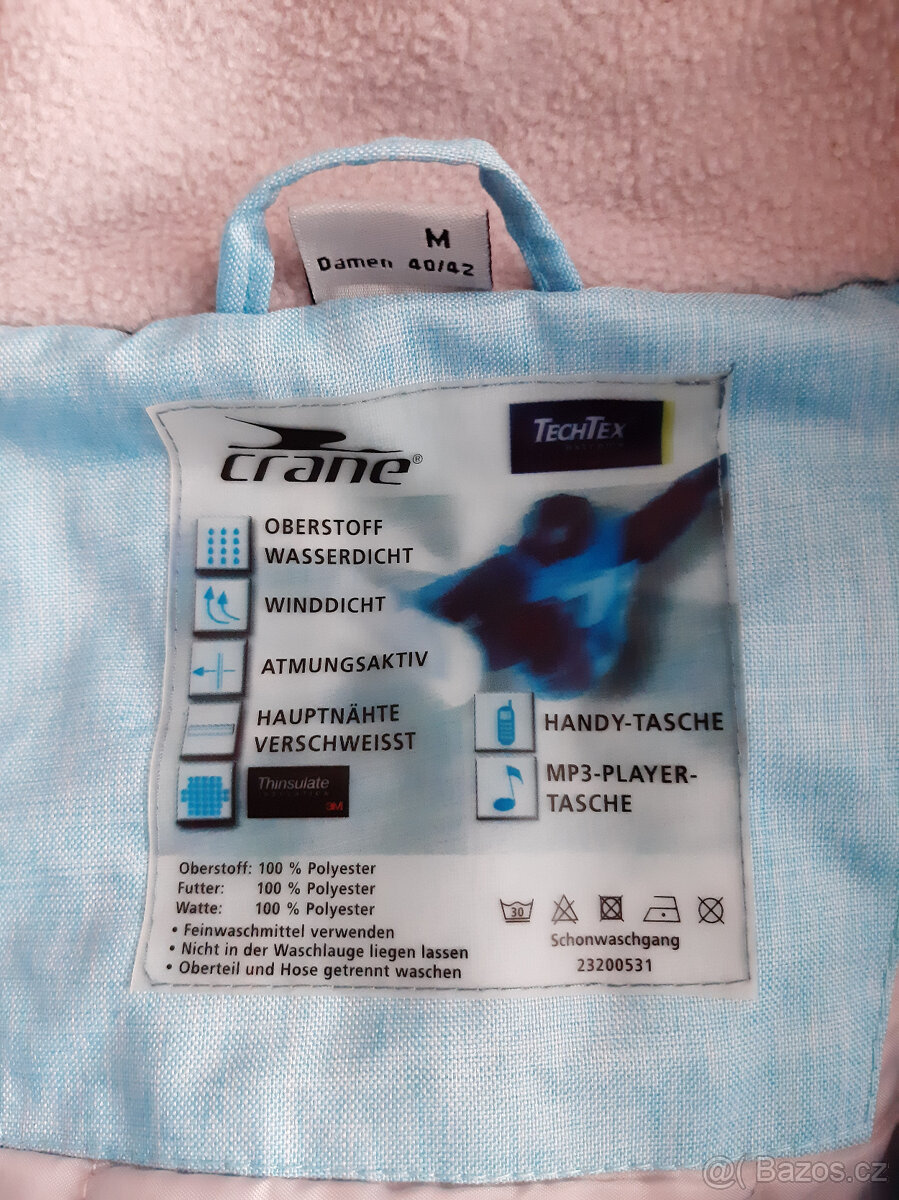 M
Damen 40/42
crane®
TECHTEX
OBERSTOFF
WASSERDICHT
WINDDICHT
ATMUNGSAKTIV
HAUPTNÄHTE
VERSCHWEISST
Thinsulate
INSULATION
3M
HANDY-TASCHE
MP3-PLAYER-
TASCHE
Oberstoff: 100 % Polyester
Futter: 100 % Polyester
Watte: 100 % Polyester
• Feinwaschmittel verwenden
• Nicht in der Waschlauge liegen lassen
• Oberteil und Hose getrennt waschen
30
Schonwaschgang
23200531
@( Bazos.cz